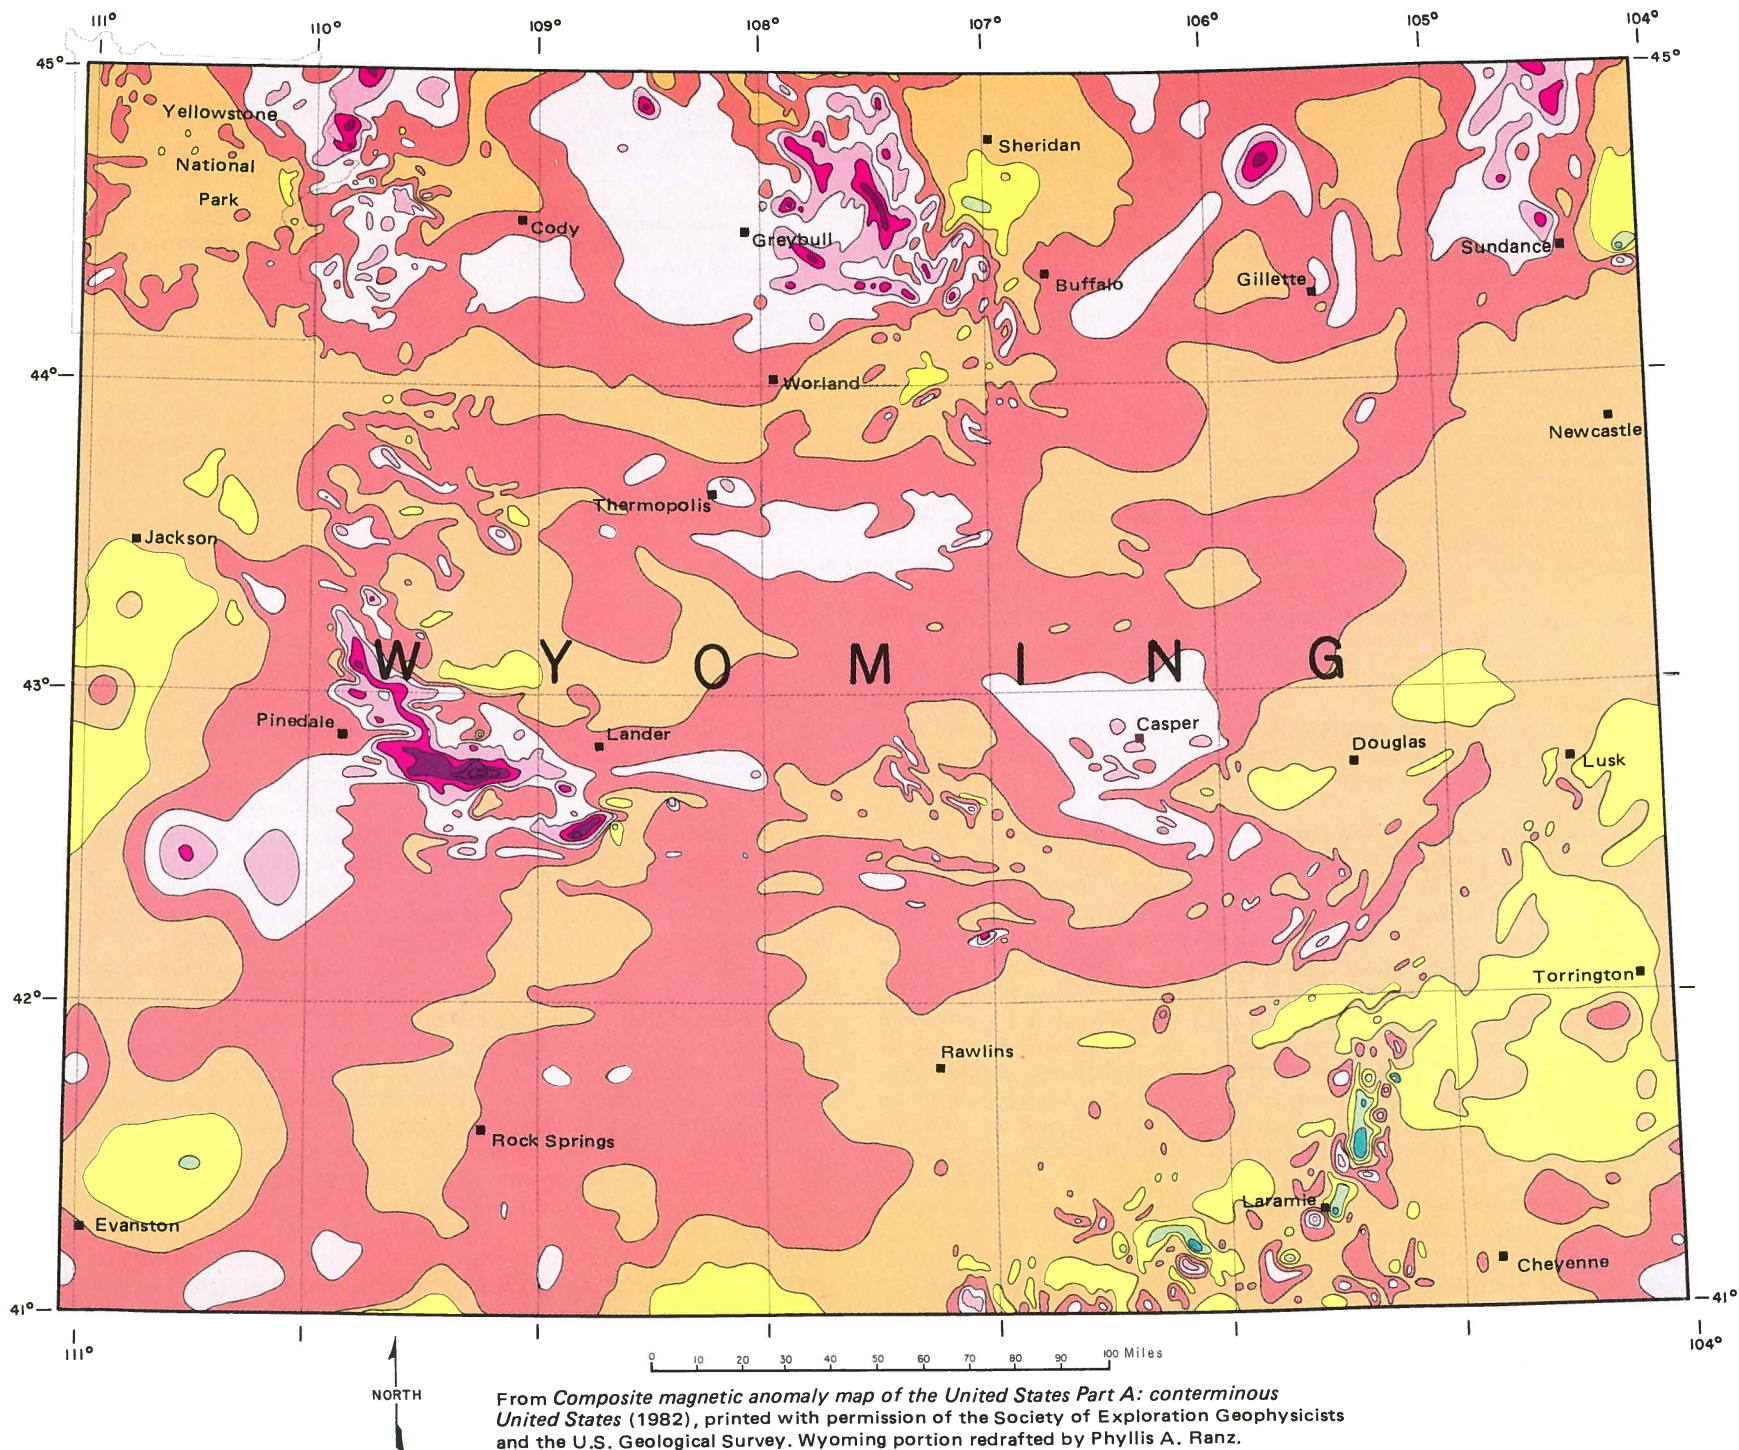 111° 110° 109° 108° 107° 106° 105° 104°
45° 45°
Yellowstone
National
Park
Sheridan
Cody
Greybull
Buffalo
Gillette
Sundance
44°
Worland
Newcastle
Thermopolis
Jackson
W Y O M I N G
43°
Pinedale
Lander
Casper
Douglas
Lusk
Torrington
42°
Rawlins
Rock Springs
Laramie
Evanston
Cheyenne
41° 41°
111° 104°
0 10 20 30 40 50 60 70 80 90 100 Miles
NORTH
From Composite magnetic anomaly map of the United States Part A: conterminous
United States (1982), printed with permission of the Society of Exploration Geophysicists
and the U.S. Geological Survey. Wyoming portion redrafted by Phyllis A. Ranz.